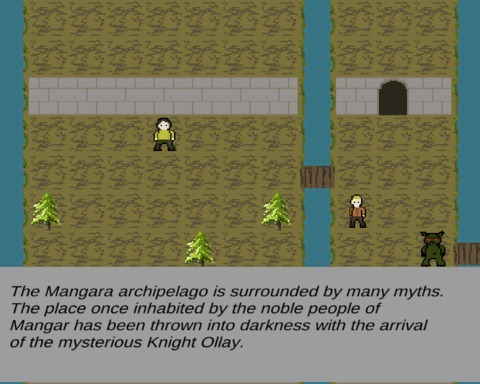 The Mangara archipelago is surrounded by many myths.
The place once inhabited by the noble people of
Mangar has been thrown into darkness with the arrival
of the mysterious Knight Ollay.